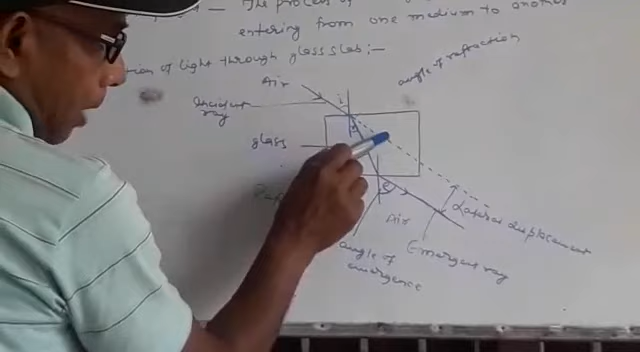 The process of
entering from one medium to another
tion of light through glass slab:—
Air
angle of refraction
Incident
ray
i
r
glass
e
Air
Lateral displacement
Emergent ray
angle of
emergence